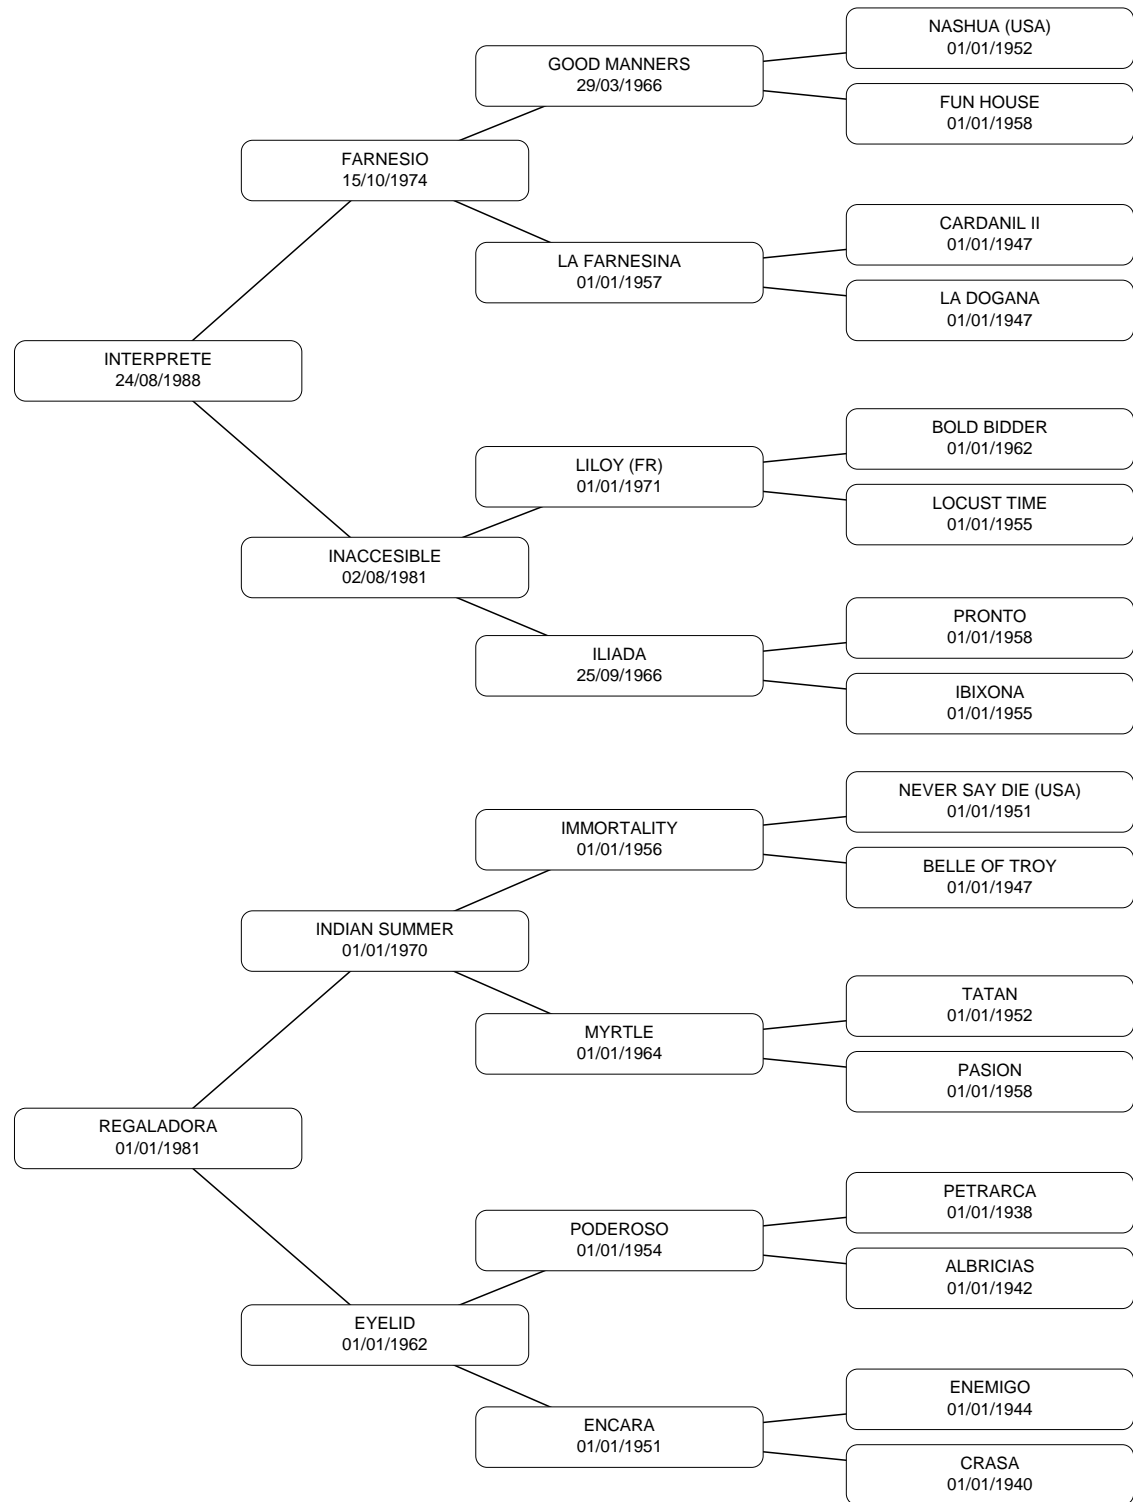 NASHUA (USA)
01/01/1952
GOOD MANNERS
29/03/1966
FUN HOUSE
01/01/1958
FARNESIO
15/10/1974
CARDANIL II
01/01/1947
LA FARNESINA
01/01/1957
LA DOGANA
01/01/1947
INTERPRETE
24/08/1988
BOLD BIDDER
01/01/1962
LILOY (FR)
01/01/1971
LOCUST TIME
01/01/1955
INACCESIBLE
02/08/1981
PRONTO
01/01/1958
ILIADA
25/09/1966
IBIXONA
01/01/1955
NEVER SAY DIE (USA)
01/01/1951
IMMORTALITY
01/01/1956
BELLE OF TROY
01/01/1947
INDIAN SUMMER
01/01/1970
TATAN
01/01/1952
MYRTLE
01/01/1964
PASION
01/01/1958
REGALADORA
01/01/1981
PETRARCA
01/01/1938
PODEROSO
01/01/1954
ALBRICIAS
01/01/1942
EYELID
01/01/1962
ENEMIGO
01/01/1944
ENCARA
01/01/1951
CRASA
01/01/1940